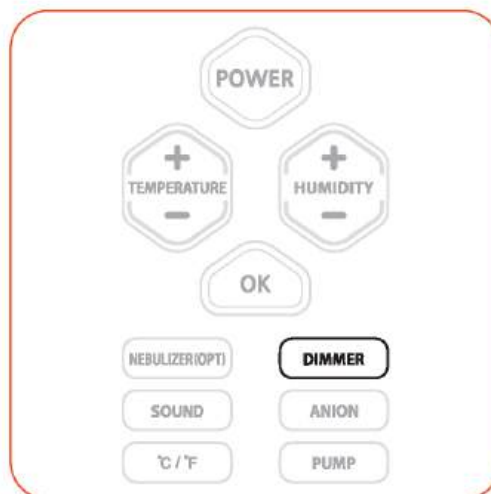 POWER
+ +
TEMPERATURE HUMIDITY
− −
OK
NEBULIZER(OPT) DIMMER
SOUND ANION
℃ / ℉ PUMP